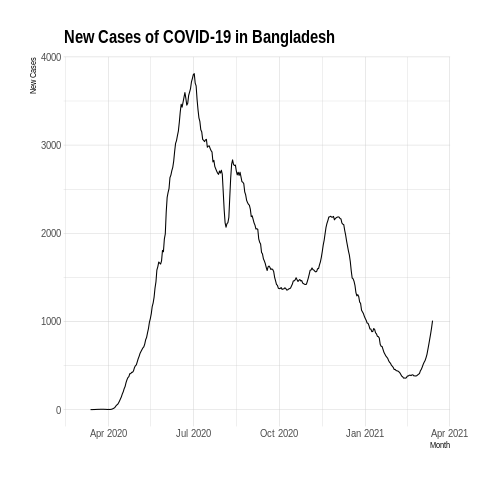 New Cases of COVID-19 in Bangladesh
New Cases
4000
3000
2000
1000
0
Apr 2020 Jul 2020 Oct 2020 Jan 2021 Apr 2021
Month